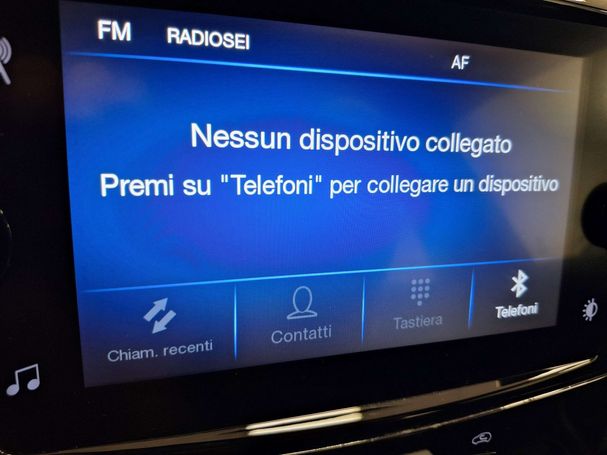 FM RADIOSEI
AF
Nessun dispositivo collegato
Premi su "Telefoni" per collegare un dispositivo
Chiam. recenti Contatti Tastiera Telefoni